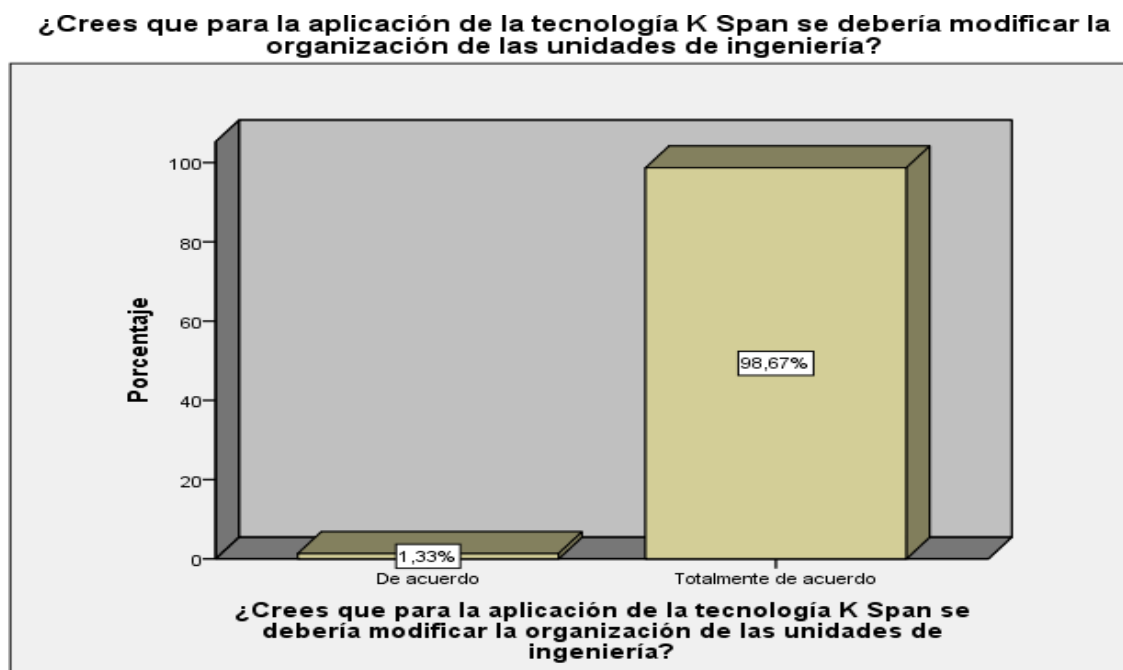 ¿Crees que para la aplicación de la tecnología K Span se debería modificar la
organización de las unidades de ingeniería?
100
80
60
40
20
0
Porcentaje
98,67%
1,33%
De acuerdo
Totalmente de acuerdo
¿Crees que para la aplicación de la tecnología K Span se
debería modificar la organización de las unidades de
ingeniería?